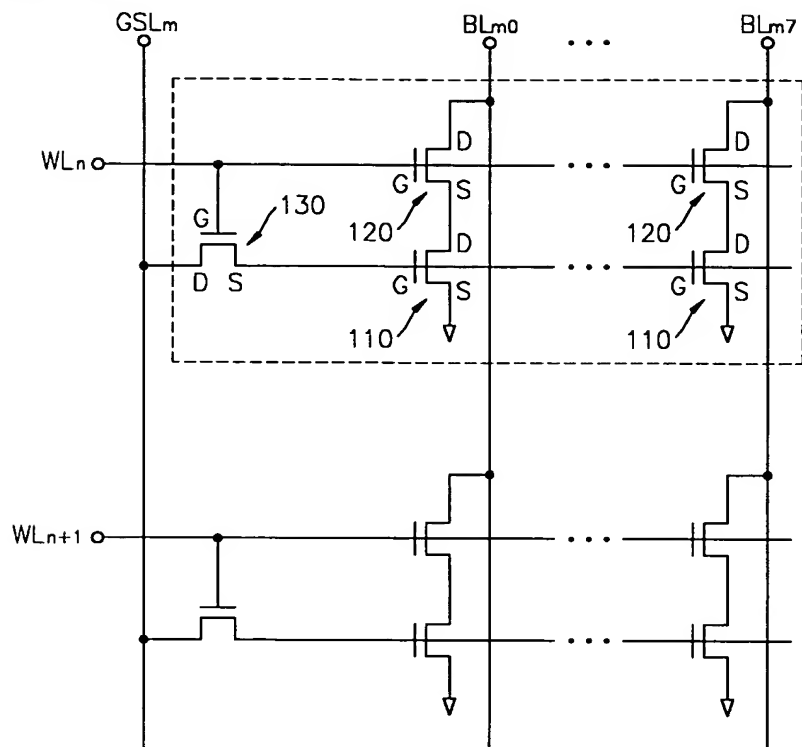 GSLm BLm0 ... BLm7
WLn
D D
G S G S
G 130 120 120
D D
D S G S G S
110 110
WLn+1